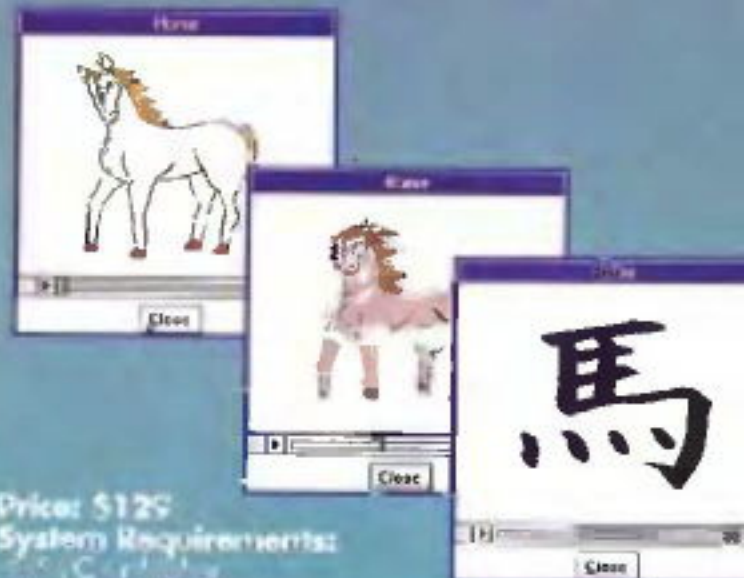 Horse
Close
Close
馬
Close
Price: $129
System Requirements: